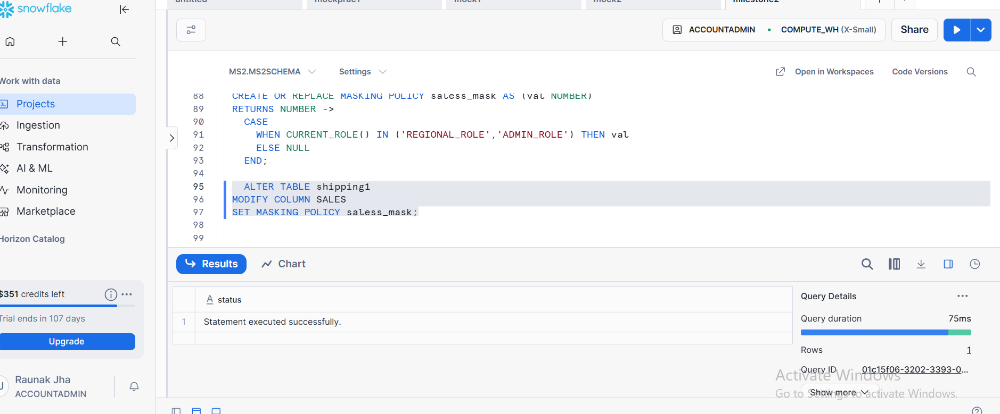 snowflake
untitled
mockprac1
mock1
mock2
milestone2
ACCOUNTADMIN
COMPUTE_WH (X-Small)
Share
MS2.MS2SCHEMA
Settings
Open in Workspaces
Code Versions
Work with data
Projects
Ingestion
Transformation
AI & ML
Monitoring
Marketplace
Horizon Catalog
$351 credits left
Trial ends in 107 days
Upgrade
Raunak Jha
ACCOUNTADMIN
88 CREATE OR REPLACE MASKING POLICY saless_mask AS (val NUMBER)
89 RETURNS NUMBER ->
90 CASE
91 WHEN CURRENT_ROLE() IN ('REGIONAL_ROLE','ADMIN_ROLE') THEN val
92 ELSE NULL
93 END;
94
95 ALTER TABLE shipping1
96 MODIFY COLUMN SALES
97 SET MASKING POLICY saless_mask;
98
99
Results
Chart
A status
1 Statement executed successfully.
Query Details
Query duration 75ms
Rows 1
Query ID 01c15f06-3202-3393-0...
Show more
Activate Windows
Go to Settings to activate Windows.